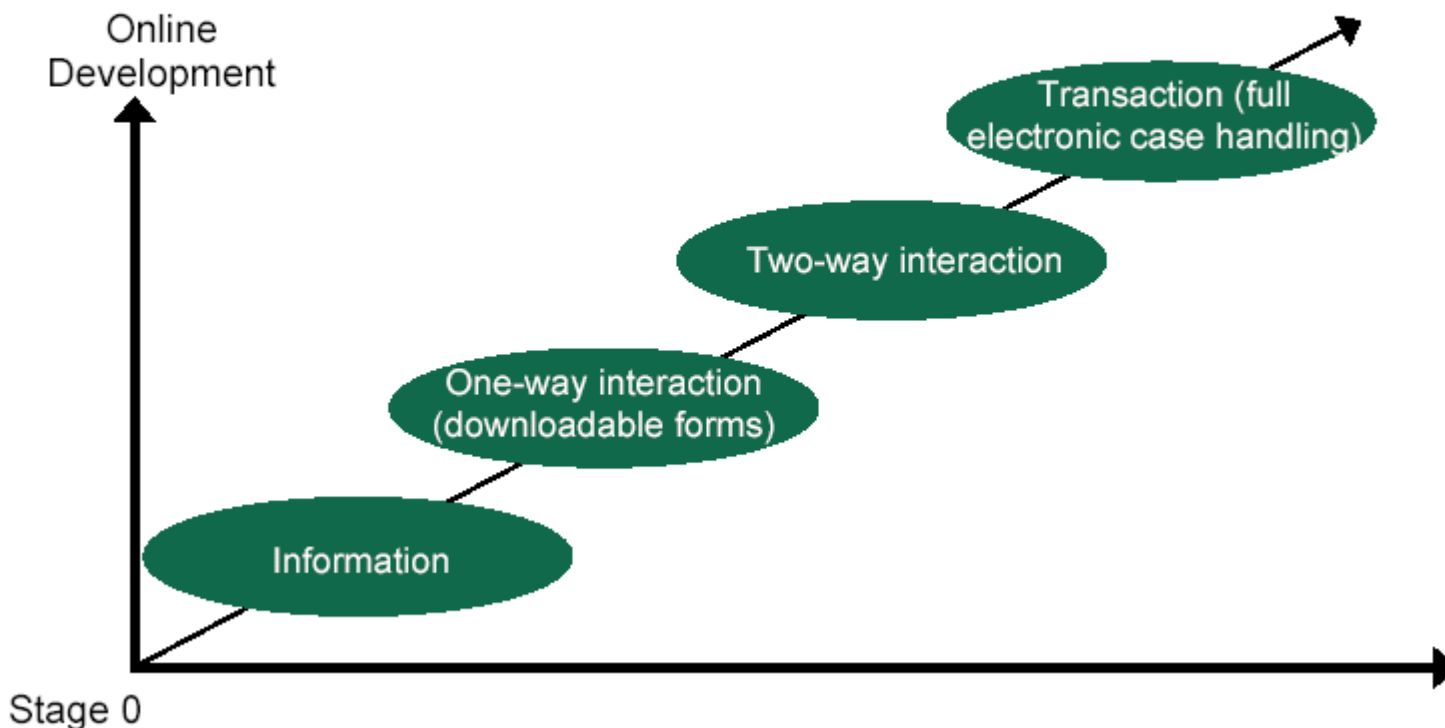 Online
Development
Transaction (full
electronic case handling)
Two-way interaction
One-way interaction
(downloadable forms)
Information
Stage 0